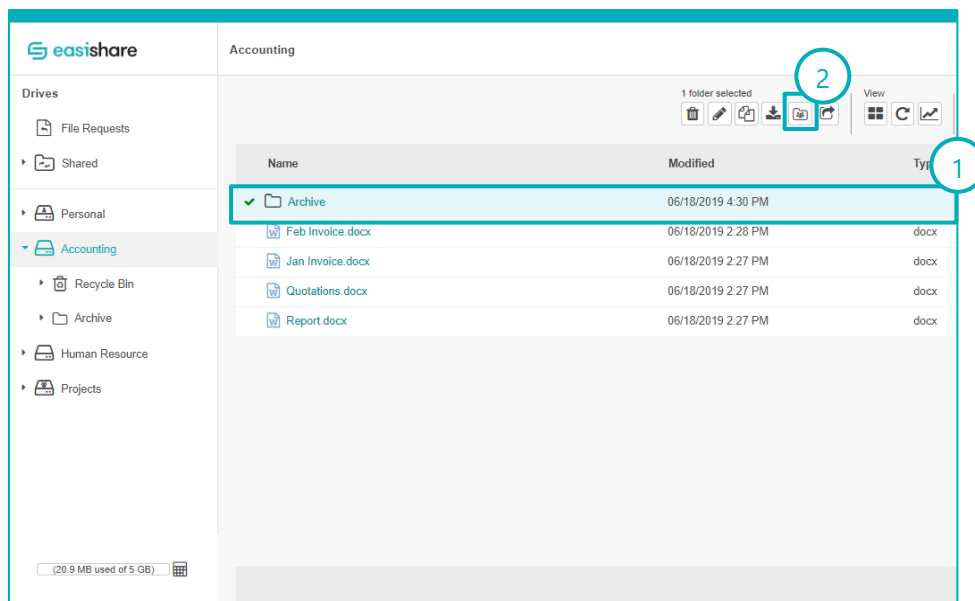 easishare
Accounting
Drives
1 folder selected
2
View
File Requests
Shared
Name Modified Typ
1
Archive 06/18/2019 4:30 PM
Personal
Feb Invoice.docx 06/18/2019 2:28 PM docx
Accounting
Jan Invoice.docx 06/18/2019 2:27 PM docx
Recycle Bin
Quotations.docx 06/18/2019 2:27 PM docx
Archive
Report.docx 06/18/2019 2:27 PM docx
Human Resource
Projects
(20.9 MB used of 5 GB)